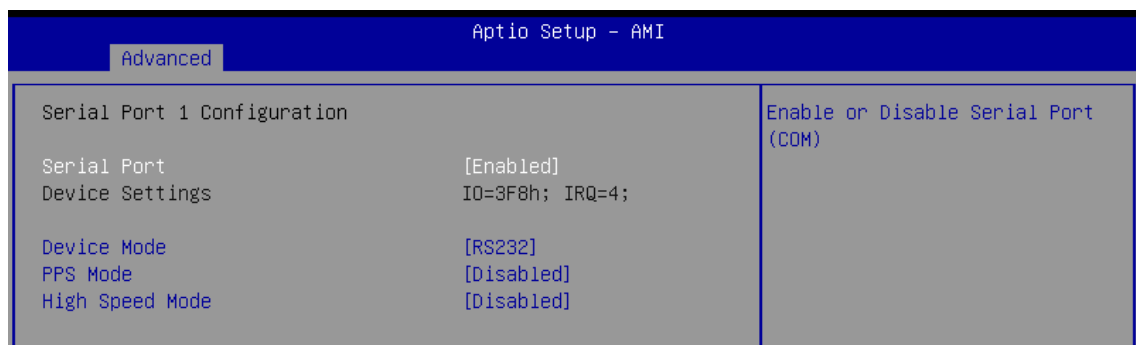 Aptio Setup – AMI
Advanced
Serial Port 1 Configuration
Serial Port [Enabled]
Device Settings IO=3F8h; IRQ=4;
Device Mode [RS232]
PPS Mode [Disabled]
High Speed Mode [Disabled]
Enable or Disable Serial Port
(COM)